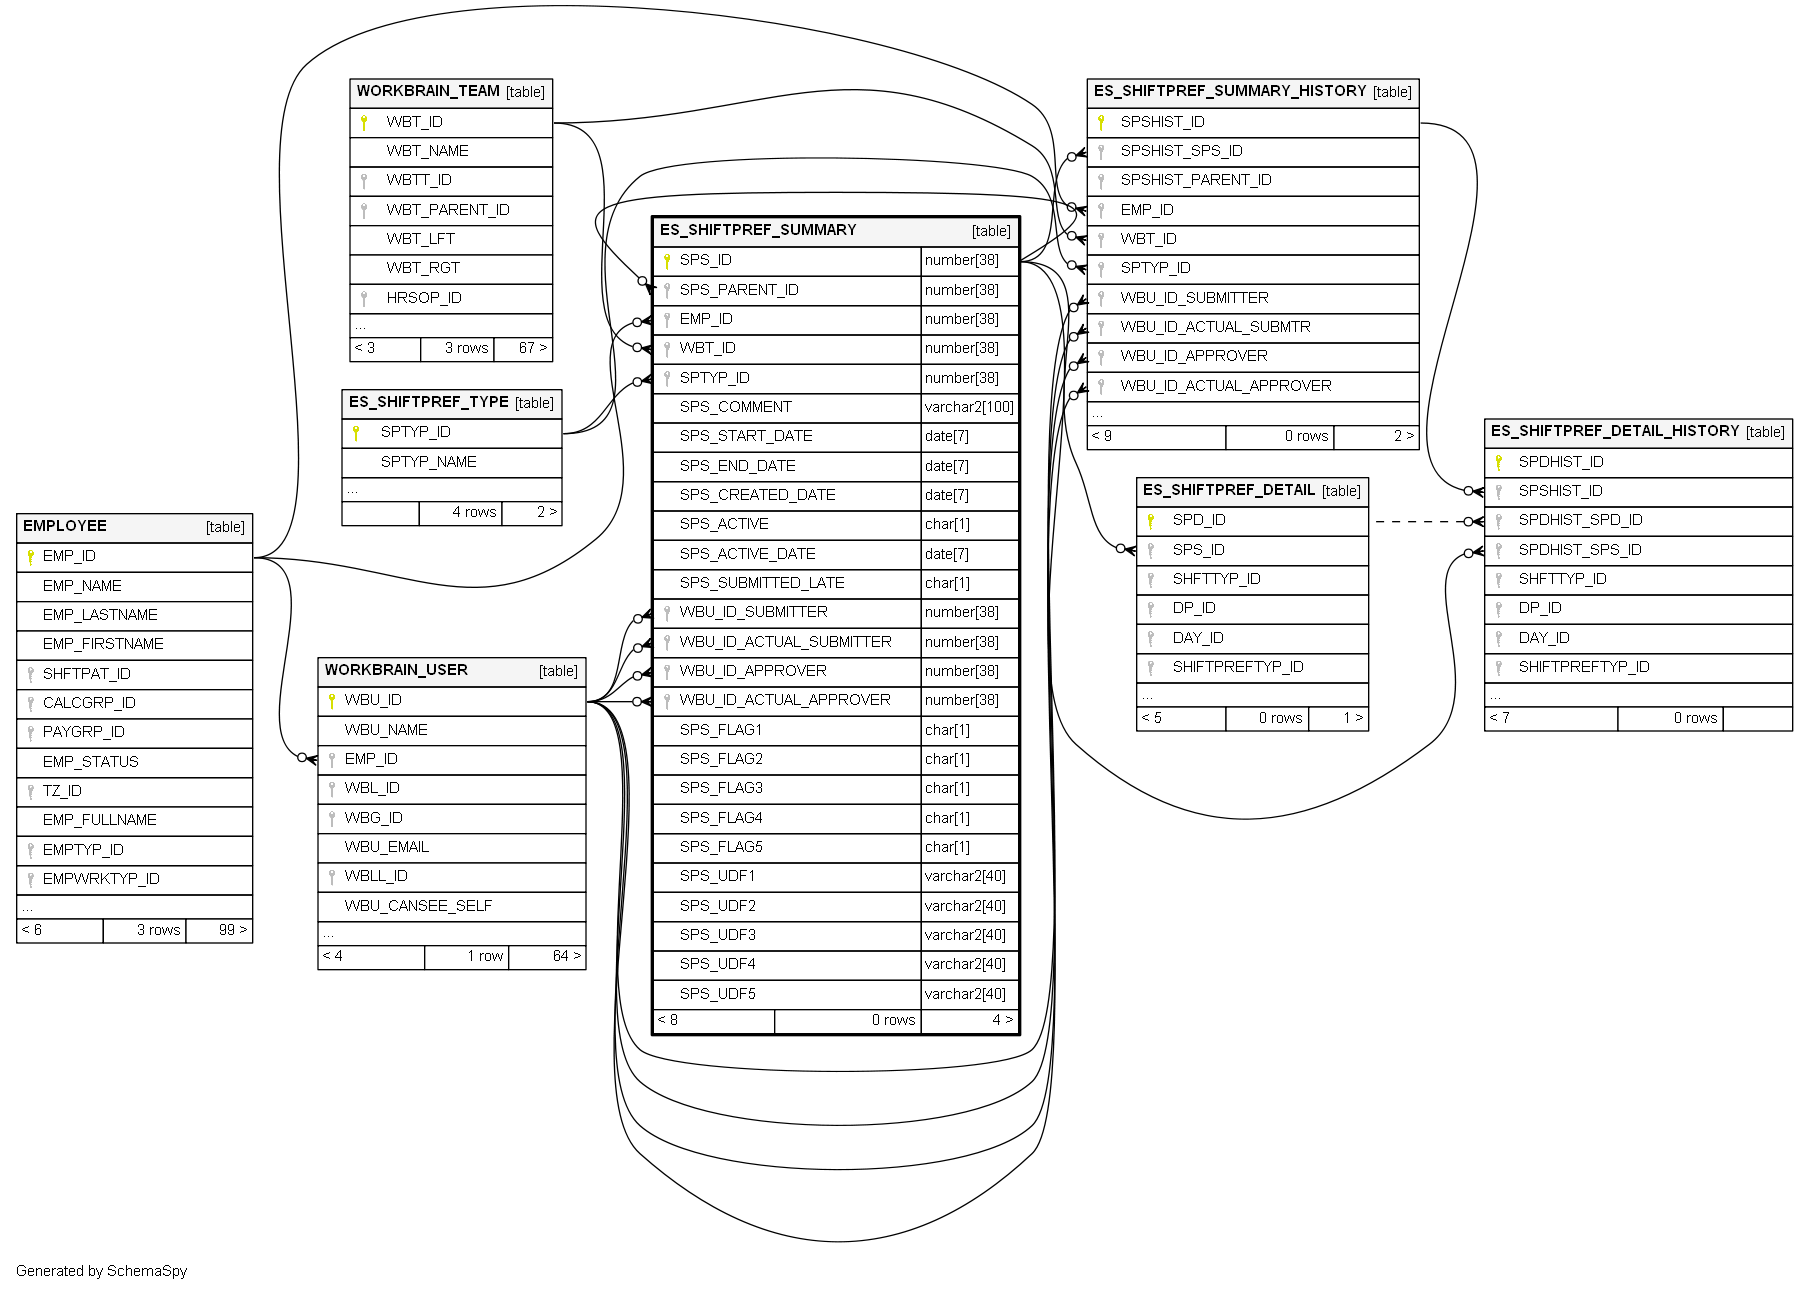 WORKBRAIN_TEAM [table]
WBT_ID
WBT_NAME
WBTT_ID
WBT_PARENT_ID
WBT_LFT
WBT_RGT
HRSOP_ID
...
< 3 3 rows 67 >
ES_SHIFTPREF_TYPE [table]
SPTYP_ID
SPTYP_NAME
...
4 rows 2 >
EMPLOYEE [table]
EMP_ID
EMP_NAME
EMP_LASTNAME
EMP_FIRSTNAME
SHFTPAT_ID
CALCGRP_ID
PAYGRP_ID
EMP_STATUS
TZ_ID
EMP_FULLNAME
EMPTYP_ID
EMPWRKTYP_ID
...
< 6 3 rows 99 >
WORKBRAIN_USER [table]
WBU_ID
WBU_NAME
EMP_ID
WBL_ID
WBG_ID
WBU_EMAIL
WBLL_ID
WBU_CANSEE_SELF
...
< 4 1 row 64 >
ES_SHIFTPREF_SUMMARY [table]
SPS_ID number[38]
SPS_PARENT_ID number[38]
EMP_ID number[38]
WBT_ID number[38]
SPTYP_ID number[38]
SPS_COMMENT varchar2[100]
SPS_START_DATE date[7]
SPS_END_DATE date[7]
SPS_CREATED_DATE date[7]
SPS_ACTIVE char[1]
SPS_ACTIVE_DATE date[7]
SPS_SUBMITTED_LATE char[1]
WBU_ID_SUBMITTER number[38]
WBU_ID_ACTUAL_SUBMITTER number[38]
WBU_ID_APPROVER number[38]
WBU_ID_ACTUAL_APPROVER number[38]
SPS_FLAG1 char[1]
SPS_FLAG2 char[1]
SPS_FLAG3 char[1]
SPS_FLAG4 char[1]
SPS_FLAG5 char[1]
SPS_UDF1 varchar2[40]
SPS_UDF2 varchar2[40]
SPS_UDF3 varchar2[40]
SPS_UDF4 varchar2[40]
SPS_UDF5 varchar2[40]
< 8 0 rows 4 >
ES_SHIFTPREF_SUMMARY_HISTORY [table]
SPSHIST_ID
SPSHIST_SPS_ID
SPSHIST_PARENT_ID
EMP_ID
WBT_ID
SPTYP_ID
WBU_ID_SUBMITTER
WBU_ID_ACTUAL_SUBMTR
WBU_ID_APPROVER
WBU_ID_ACTUAL_APPROVER
...
< 9 0 rows 2 >
ES_SHIFTPREF_DETAIL [table]
SPD_ID
SPS_ID
SHFTTYP_ID
DP_ID
DAY_ID
SHIFTPREFTYP_ID
...
< 5 0 rows 1 >
ES_SHIFTPREF_DETAIL_HISTORY [table]
SPDHIST_ID
SPSHIST_ID
SPDHIST_SPD_ID
SPDHIST_SPS_ID
SHFTTYP_ID
DP_ID
DAY_ID
SHIFTPREFTYP_ID
...
< 7 0 rows
Generated by SchemaSpy